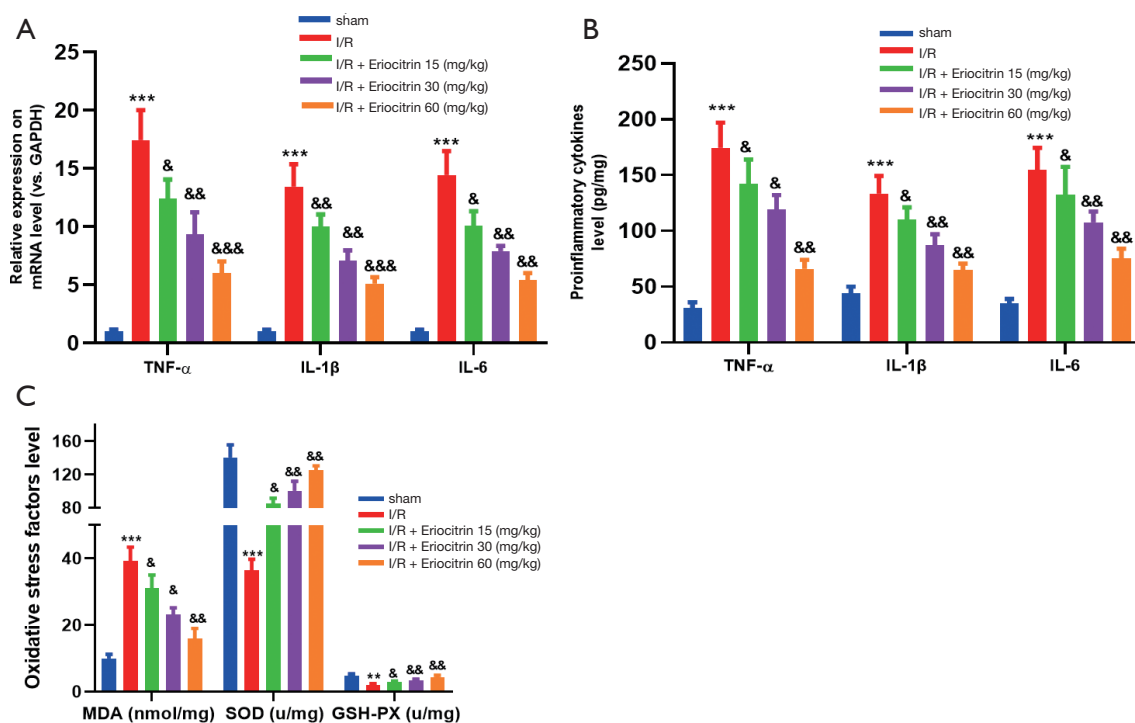 A
sham
I/R
I/R + Eriocitrin 15 (mg/kg)
I/R + Eriocitrin 30 (mg/kg)
I/R + Eriocitrin 60 (mg/kg)
Relative expression on
mRNA level (vs. GAPDH)
25
20
15
10
5
0
***
&
&&
&&&
***
&&
&&
&&&
***
&
&&
&&
TNF-α
IL-1β
IL-6
B
sham
I/R
I/R + Eriocitrin 15 (mg/kg)
I/R + Eriocitrin 30 (mg/kg)
I/R + Eriocitrin 60 (mg/kg)
Proinflammatory cytokines
level (pg/mg)
250
200
150
100
50
0
***
&
&
&&
***
&
&&
&&
***
&
&&
&&
TNF-α
IL-1β
IL-6
C
Oxidative stress factors level
160
120
80
40
20
0
***
&
&
&&
***
&
&&
&&
**
&
&&
&&
sham
I/R
I/R + Eriocitrin 15 (mg/kg)
I/R + Eriocitrin 30 (mg/kg)
I/R + Eriocitrin 60 (mg/kg)
MDA (nmol/mg)
SOD (u/mg)
GSH-PX (u/mg)